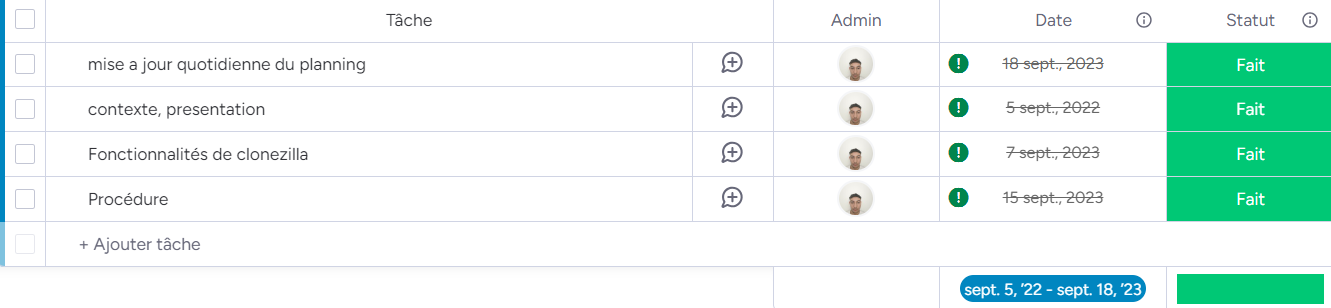 Tâche Admin Date Statut
mise a jour quotidienne du planning 18 sept., 2023 Fait
contexte, presentation 5 sept., 2022 Fait
Fonctionnalités de clonezilla 7 sept., 2023 Fait
Procédure 15 sept., 2023 Fait
+ Ajouter tâche
sept. 5, '22 - sept. 18, '23